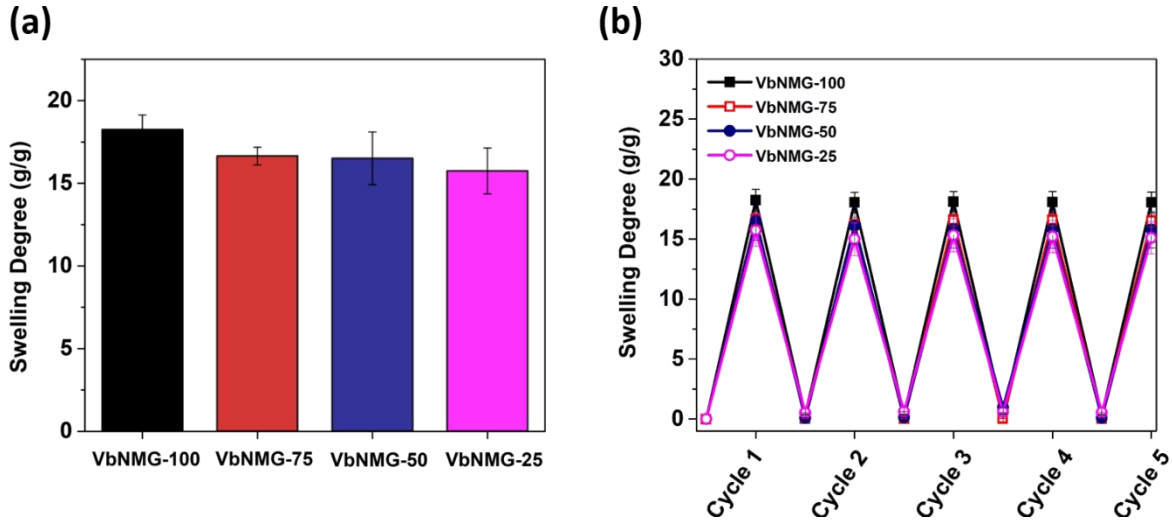 (a)
Swelling Degree (g/g)
20
15
10
5
0
VbNMG-100 VbNMG-75 VbNMG-50 VbNMG-25
(b)
Swelling Degree (g/g)
30
25
20
15
10
5
0
VbNMG-100
VbNMG-75
VbNMG-50
VbNMG-25
Cycle 1 Cycle 2 Cycle 3 Cycle 4 Cycle 5